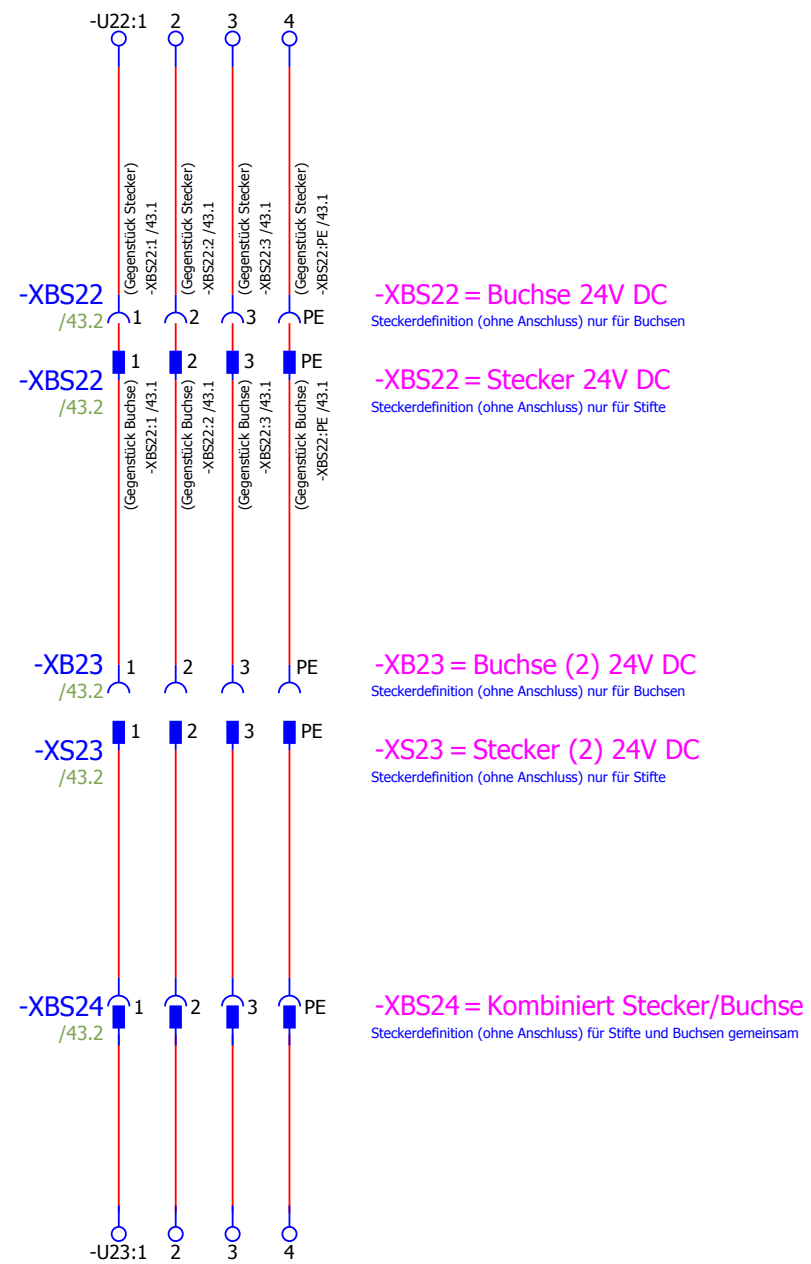 -U22:1 2 3 4
(Gegenstück Stecker)
-XBS22:1 /43.1
(Gegenstück Stecker)
-XBS22:2 /43.1
(Gegenstück Stecker)
-XBS22:3 /43.1
(Gegenstück Stecker)
-XBS22:PE /43.1
-XBS22
/43.2
1 2 3 PE
-XBS22 = Buchse 24V DC
Steckerdefinition (ohne Anschluss) nur für Buchsen
1 2 3 PE
-XBS22
/43.2
-XBS22 = Stecker 24V DC
Steckerdefinition (ohne Anschluss) nur für Stifte
(Gegenstück Buchse)
-XBS22:1 /43.1
(Gegenstück Buchse)
-XBS22:2 /43.1
(Gegenstück Buchse)
-XBS22:3 /43.1
(Gegenstück Buchse)
-XBS22:PE /43.1
-XB23 1 2 3 PE
/43.2
-XB23 = Buchse (2) 24V DC
Steckerdefinition (ohne Anschluss) nur für Buchsen
1 2 3 PE
-XS23
/43.2
-XS23 = Stecker (2) 24V DC
Steckerdefinition (ohne Anschluss) nur für Stifte
-XBS24 1 2 3 PE
/43.2
-XBS24 = Kombiniert Stecker/Buchse
Steckerdefinition (ohne Anschluss) für Stifte und Buchsen gemeinsam
-U23:1 2 3 4